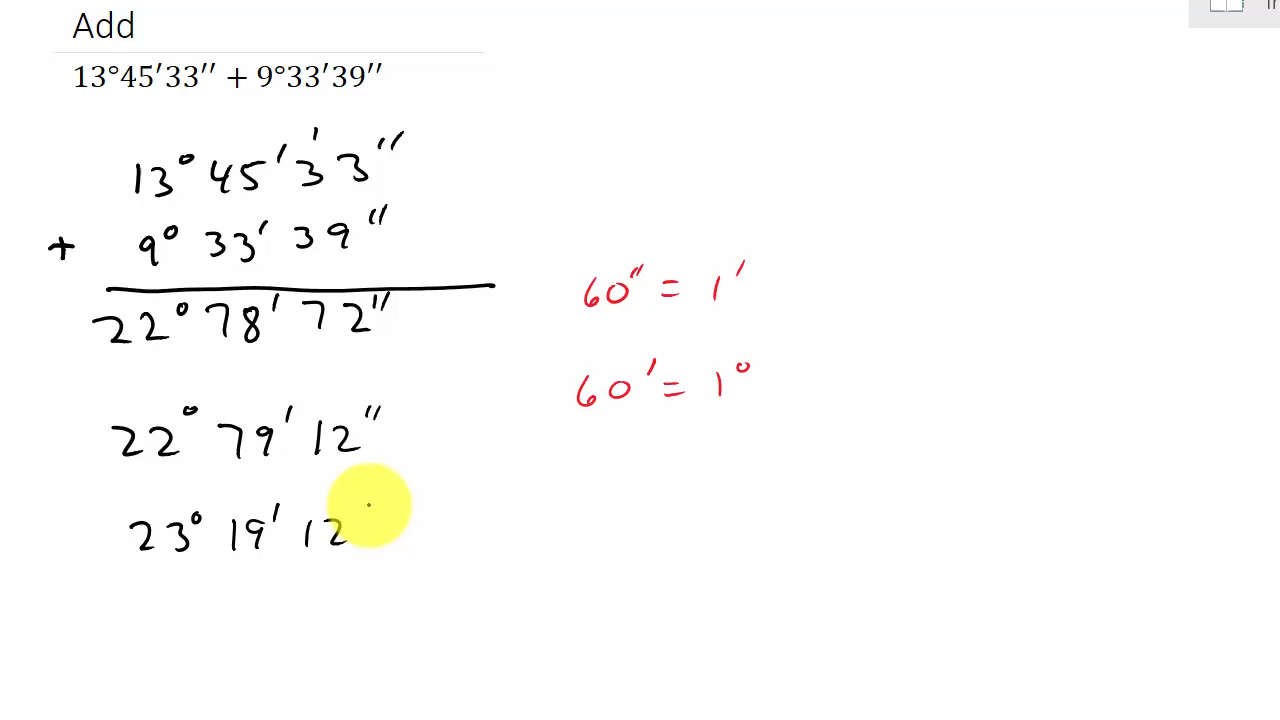 Add
13°45′33′′ + 9°33′39′′
1
13° 45' 33"
+ 9° 33' 39"
22° 78' 72"
60" = 1'
60' = 1°
22° 79' 12"
23° 19' 12